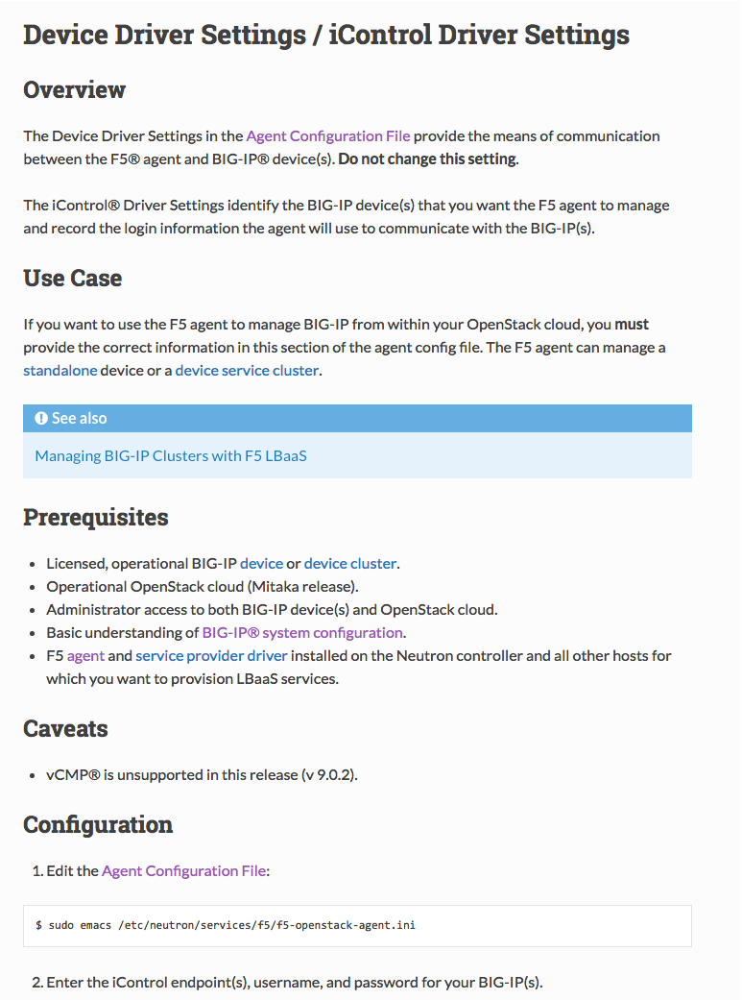 Device Driver Settings / iControl Driver Settings
Overview
The Device Driver Settings in the Agent Configuration File provide the means of communication
between the F5® agent and BIG-IP® device(s). Do not change this setting.
The iControl® Driver Settings identify the BIG-IP device(s) that you want the F5 agent to manage
and record the login information the agent will use to communicate with the BIG-IP(s).
Use Case
If you want to use the F5 agent to manage BIG-IP from within your OpenStack cloud, you must
provide the correct information in this section of the agent config file. The F5 agent can manage a
standalone device or a device service cluster.
See also
Managing BIG-IP Clusters with F5 LBaaS
Prerequisites
• Licensed, operational BIG-IP device or device cluster.
• Operational OpenStack cloud (Mitaka release).
• Administrator access to both BIG-IP device(s) and OpenStack cloud.
• Basic understanding of BIG-IP® system configuration.
• F5 agent and service provider driver installed on the Neutron controller and all other hosts for
which you want to provision LBaaS services.
Caveats
• vCMP® is unsupported in this release (v 9.0.2).
Configuration
1. Edit the Agent Configuration File:
$ sudo emacs /etc/neutron/services/f5/f5-openstack-agent.ini
2. Enter the iControl endpoint(s), username, and password for your BIG-IP(s).